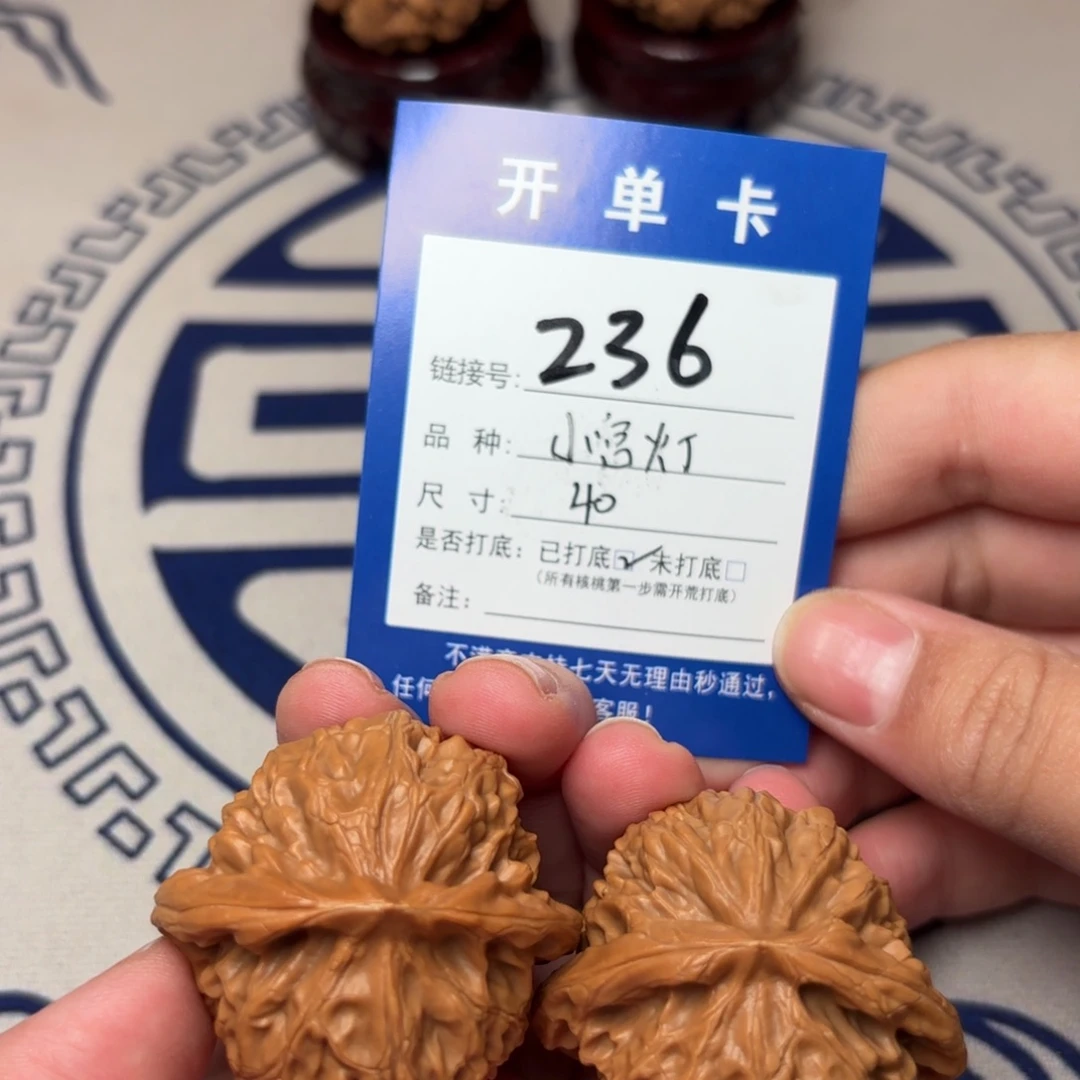 开单卡
链接号: 236
品 种: 小宫灯
尺 寸: 40
是否打底: 已打底☑ 未打底□
(所有核桃第一步需开荒打底)
备注:
七天无理由秒通过,
任何 客服!